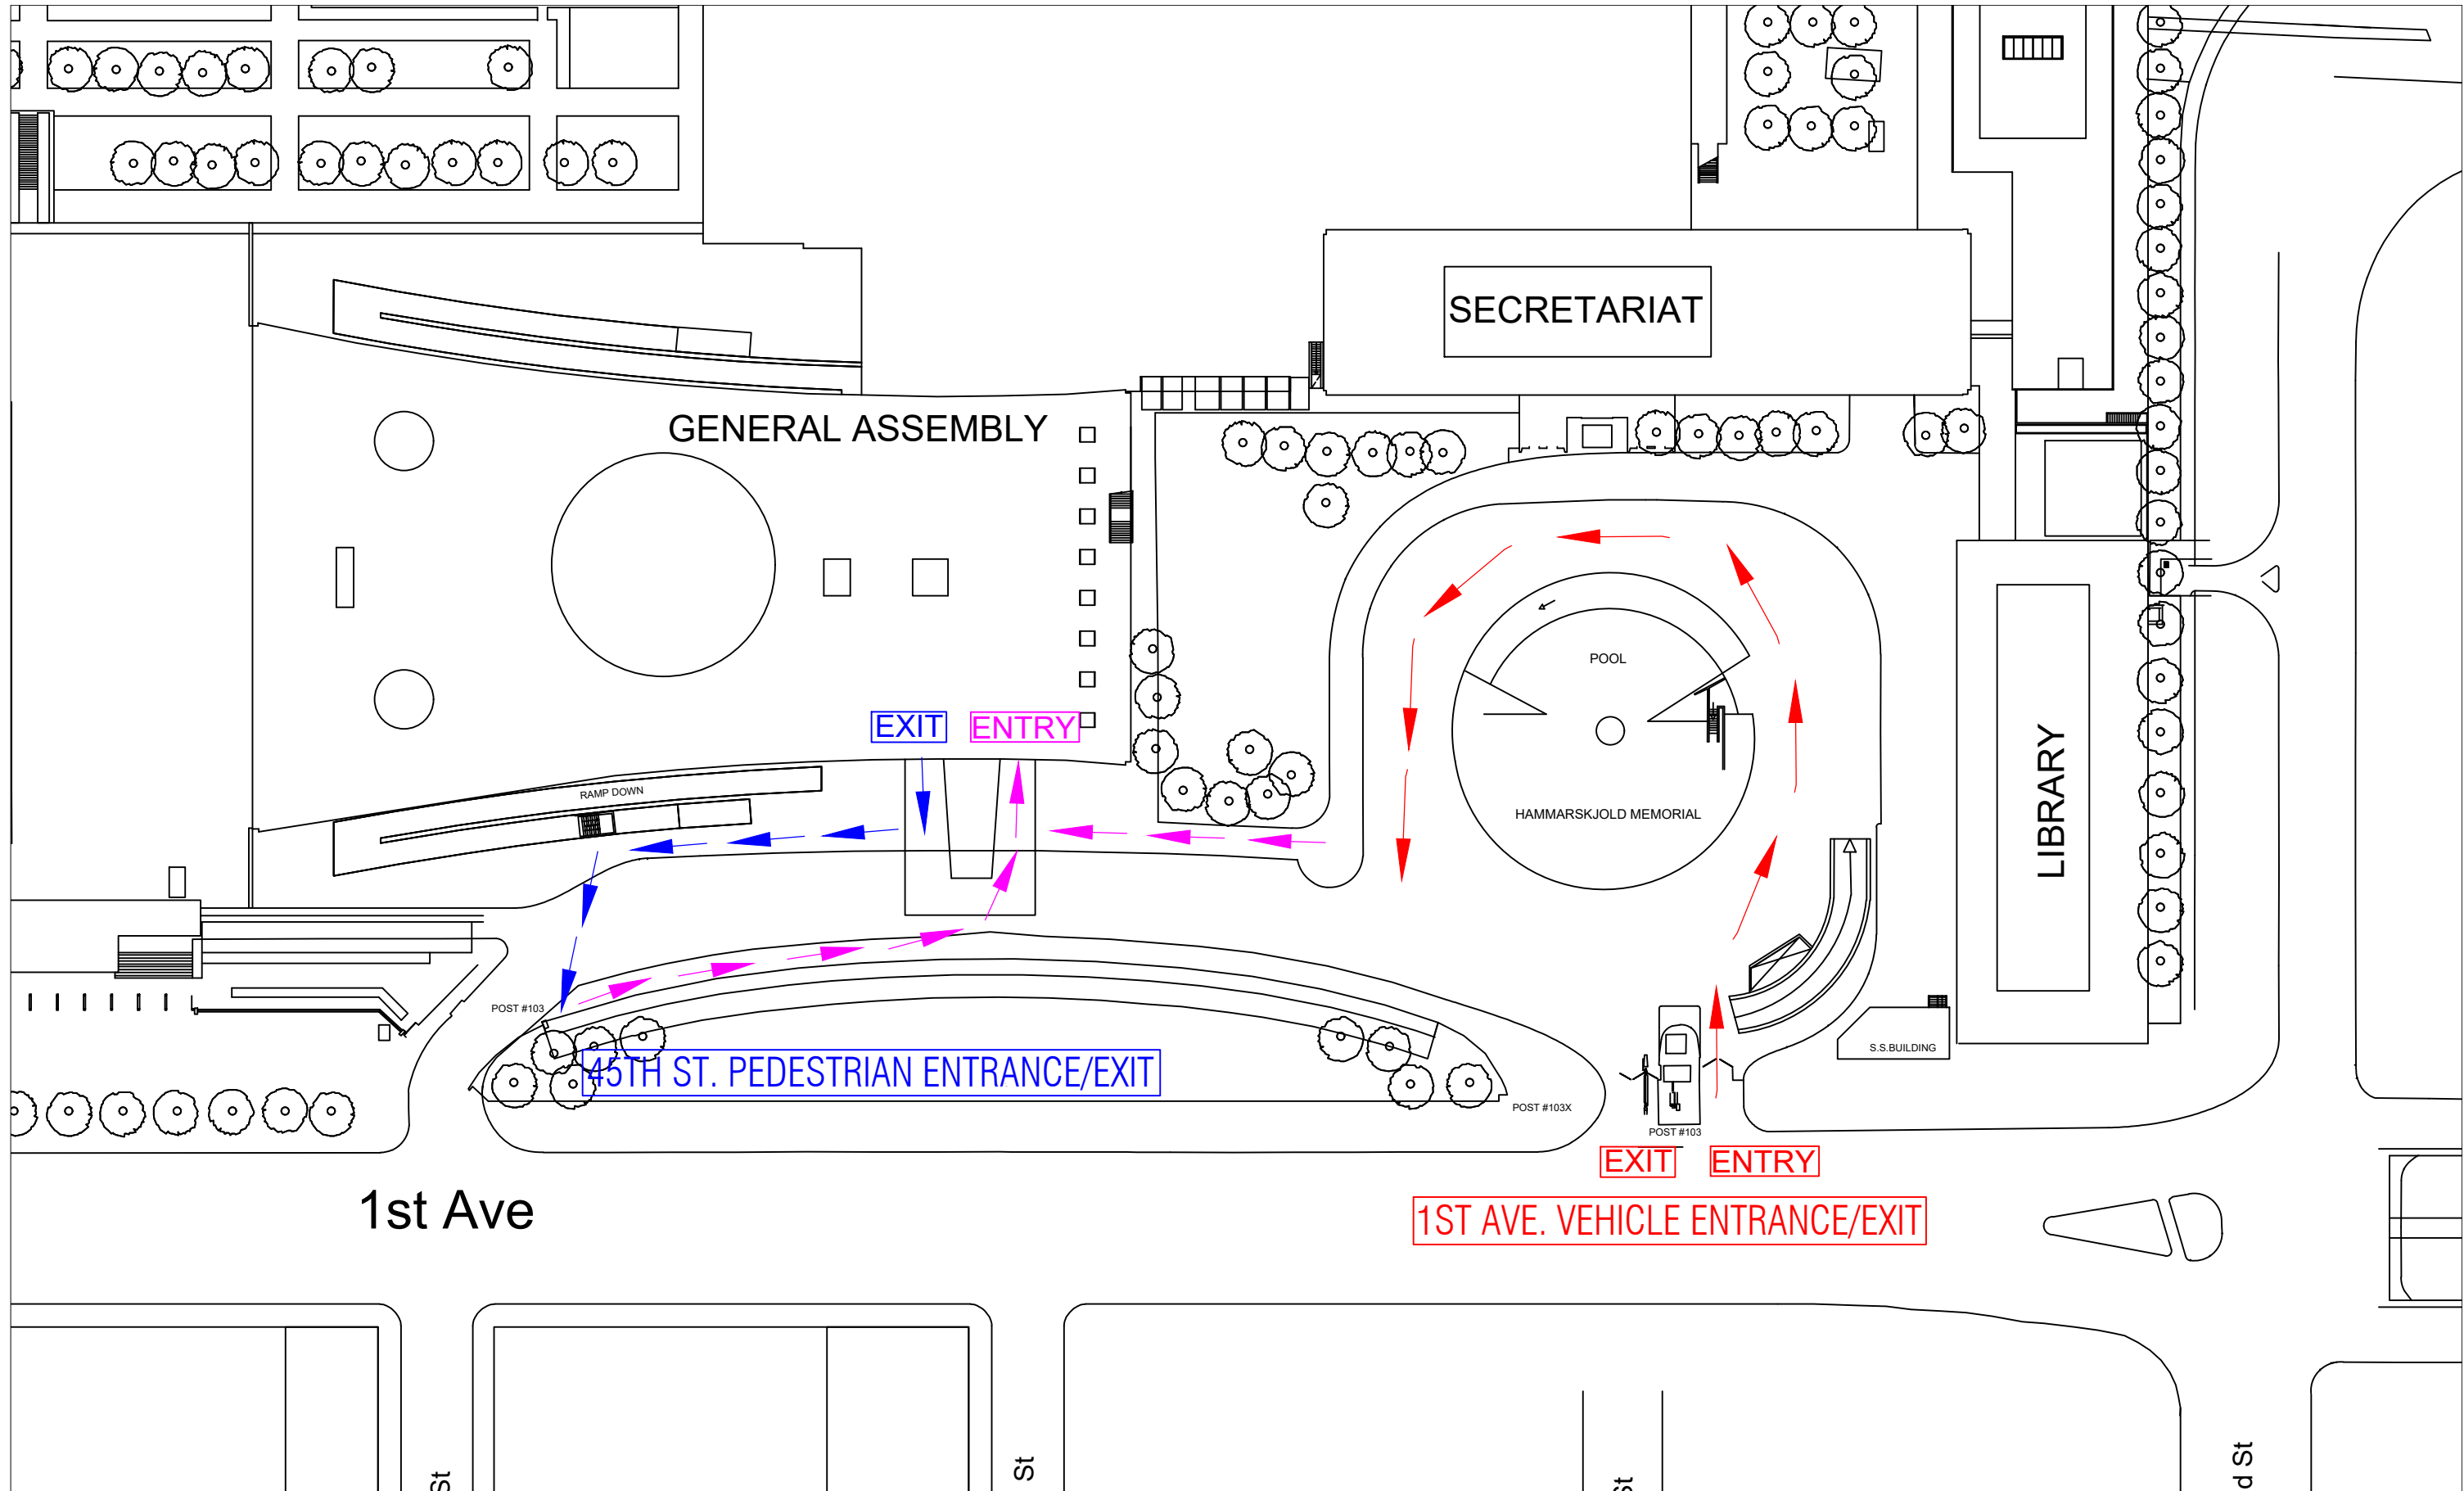 SECRETARIAT
GENERAL ASSEMBLY
POOL
EXIT
ENTRY
RAMP DOWN
HAMMARSKJOLD MEMORIAL
LIBRARY
POST #103
S.S.BUILDING
45TH ST. PEDESTRIAN ENTRANCE/EXIT
POST #103X
POST #103
EXIT
ENTRY
1st Ave
1ST AVE. VEHICLE ENTRANCE/EXIT
St
St
St
d St